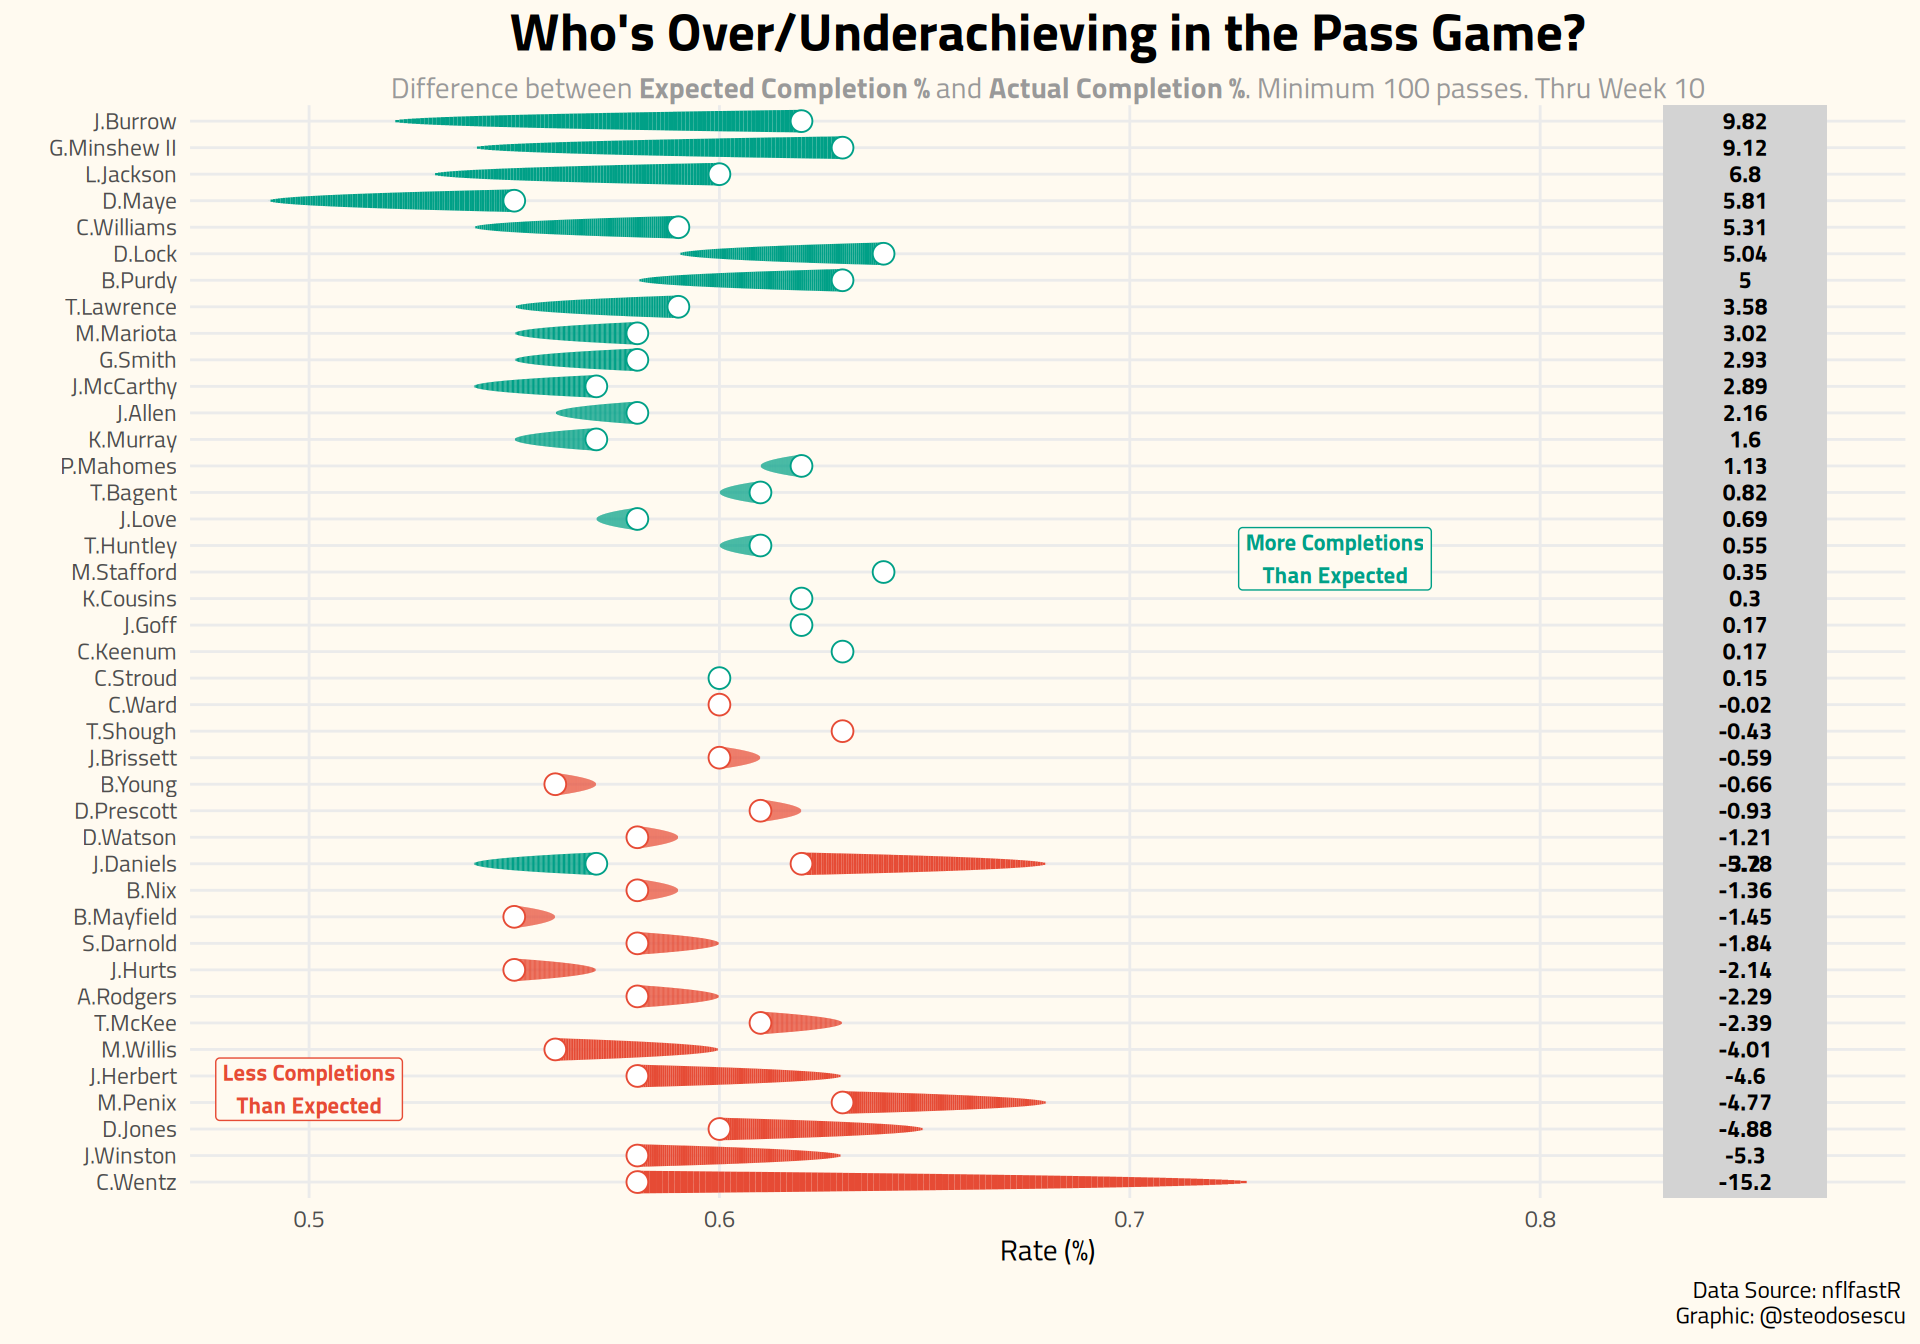 Who's Over/Underachieving in the Pass Game?
Difference between Expected Completion % and Actual Completion %. Minimum 100 passes. Thru Week 10
J.Burrow 9.82
G.Minshew II 9.12
L.Jackson 6.8
D.Maye 5.81
C.Williams 5.31
D.Lock 5.04
B.Purdy 5
T.Lawrence 3.58
M.Mariota 3.02
G.Smith 2.93
J.McCarthy 2.89
J.Allen 2.16
K.Murray 1.6
P.Mahomes 1.13
T.Bagent 0.82
J.Love 0.69
T.Huntley 0.55
M.Stafford 0.35
K.Cousins 0.3
J.Goff 0.17
C.Keenum 0.17
C.Stroud 0.15
C.Ward -0.02
T.Shough -0.43
J.Brissett -0.59
B.Young -0.66
D.Prescott -0.93
D.Watson -1.21
J.Daniels
B.Nix -1.36
B.Mayfield -1.45
S.Darnold -1.84
J.Hurts -2.14
A.Rodgers -2.29
T.McKee -2.39
M.Willis -4.01
J.Herbert -4.6
M.Penix -4.77
D.Jones -4.88
J.Winston -5.3
C.Wentz -15.2
More Completions
Than Expected
Less Completions
Than Expected
0.5 0.6 0.7 0.8
Rate (%)
Data Source: nflfastR
Graphic: @steodosescu